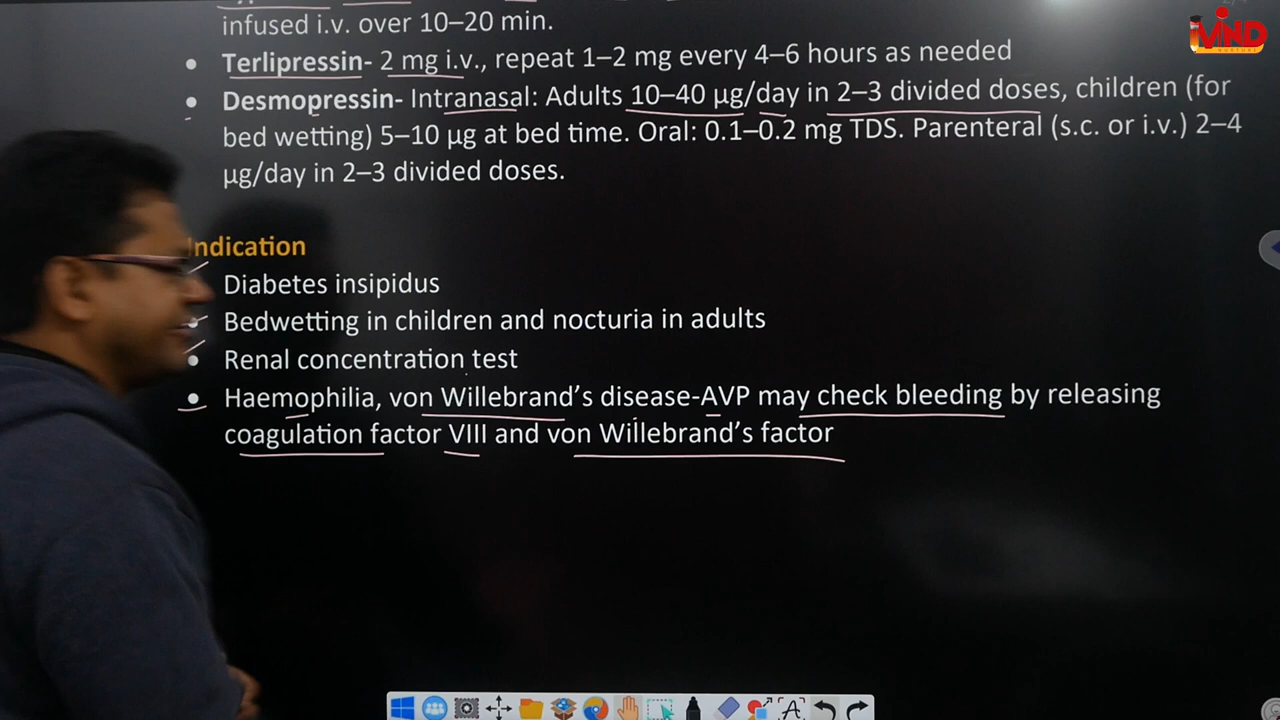 infused i.v. over 10–20 min.
• Terlipressin- 2 mg i.v., repeat 1–2 mg every 4–6 hours as needed
• Desmopressin- Intranasal: Adults 10–40 µg/day in 2–3 divided doses, children (for
bed wetting) 5–10 µg at bed time. Oral: 0.1–0.2 mg TDS. Parenteral (s.c. or i.v.) 2–4
µg/day in 2–3 divided doses.
Indication
Diabetes insipidus
• Bedwetting in children and nocturia in adults
• Renal concentration test
• Haemophilia, von Willebrand’s disease-AVP may check bleeding by releasing
coagulation factor VIII and von Willebrand’s factor